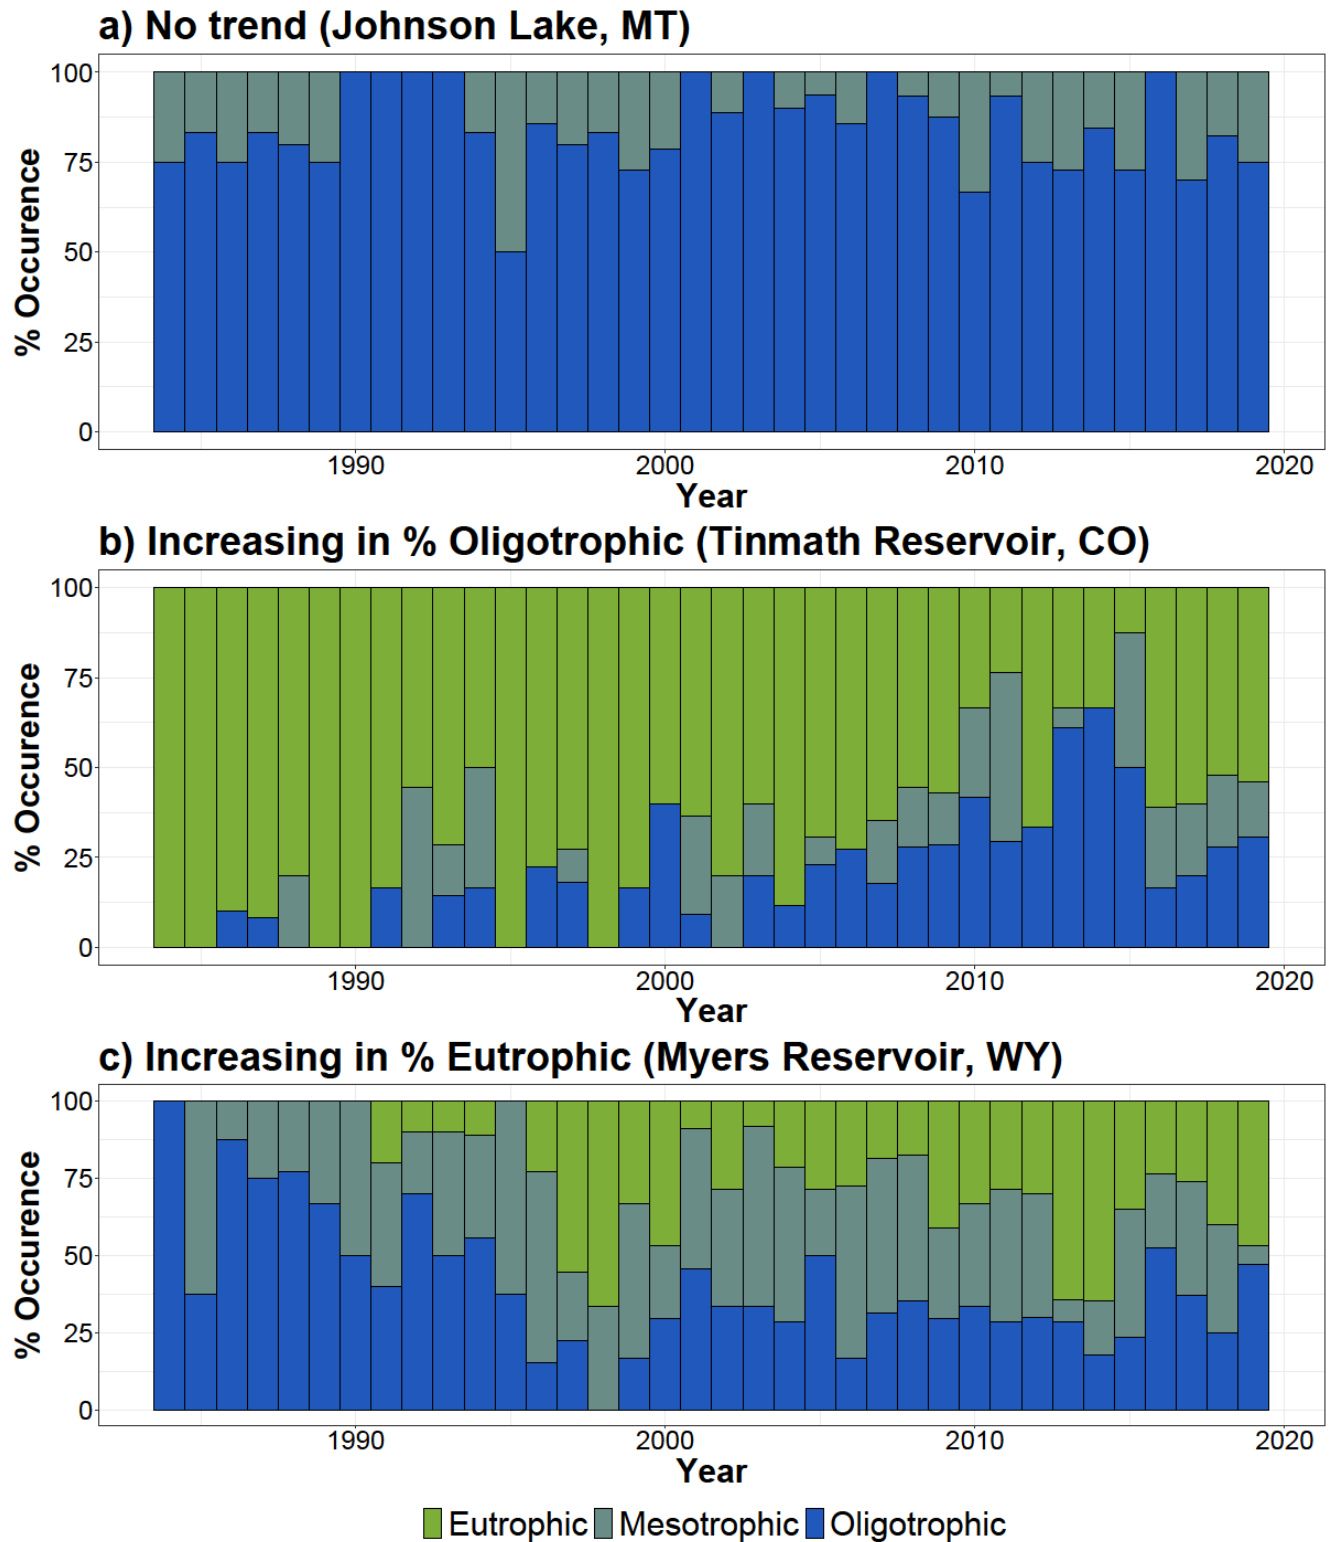 a) No trend (Johnson Lake, MT)
100
75
50
25
0
% Occurence
1990 2000 2010 2020
Year
b) Increasing in % Oligotrophic (Tinmath Reservoir, CO)
100
75
50
25
0
% Occurence
1990 2000 2010 2020
Year
c) Increasing in % Eutrophic (Myers Reservoir, WY)
100
75
50
25
0
% Occurence
1990 2000 2010 2020
Year
Eutrophic Mesotrophic Oligotrophic